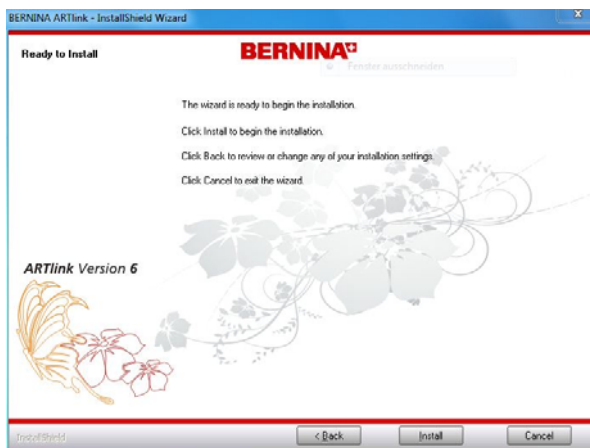 BERNINA ARTlink - InstallShield Wizard
x
Ready to Install
BERNINA
Fenster ausschneiden
The wizard is ready to begin the installation.
Click Install to begin the installation.
Click Back to review or change any of your installation settings.
Click Cancel to exit the wizard.
ARTlink Version 6
InstallShield
< Back
Install
Cancel